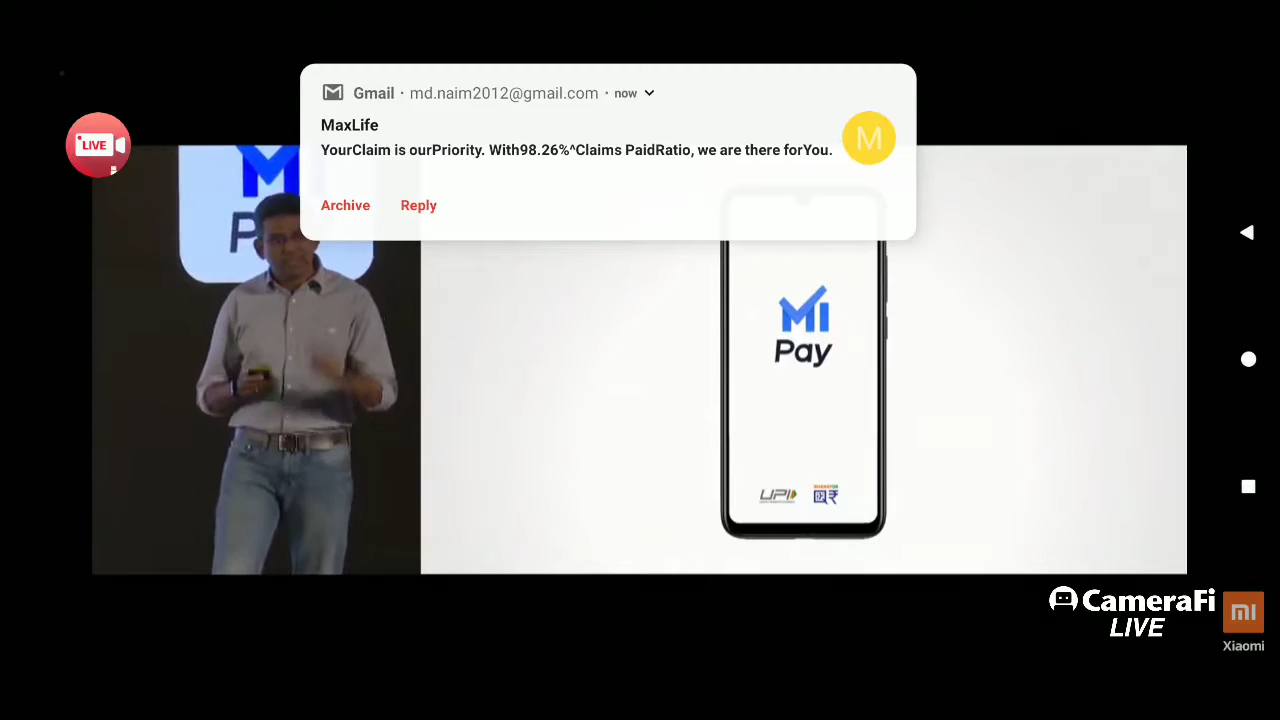 Gmail · md.naim2012@gmail.com · now
MaxLife
YourClaim is ourPriority. With98.26%^Claims PaidRatio, we are there forYou.
M
Archive Reply
LIVE
MI
P
MI
Pay
UPI
CameraFi
LIVE
MI
Xiaomi